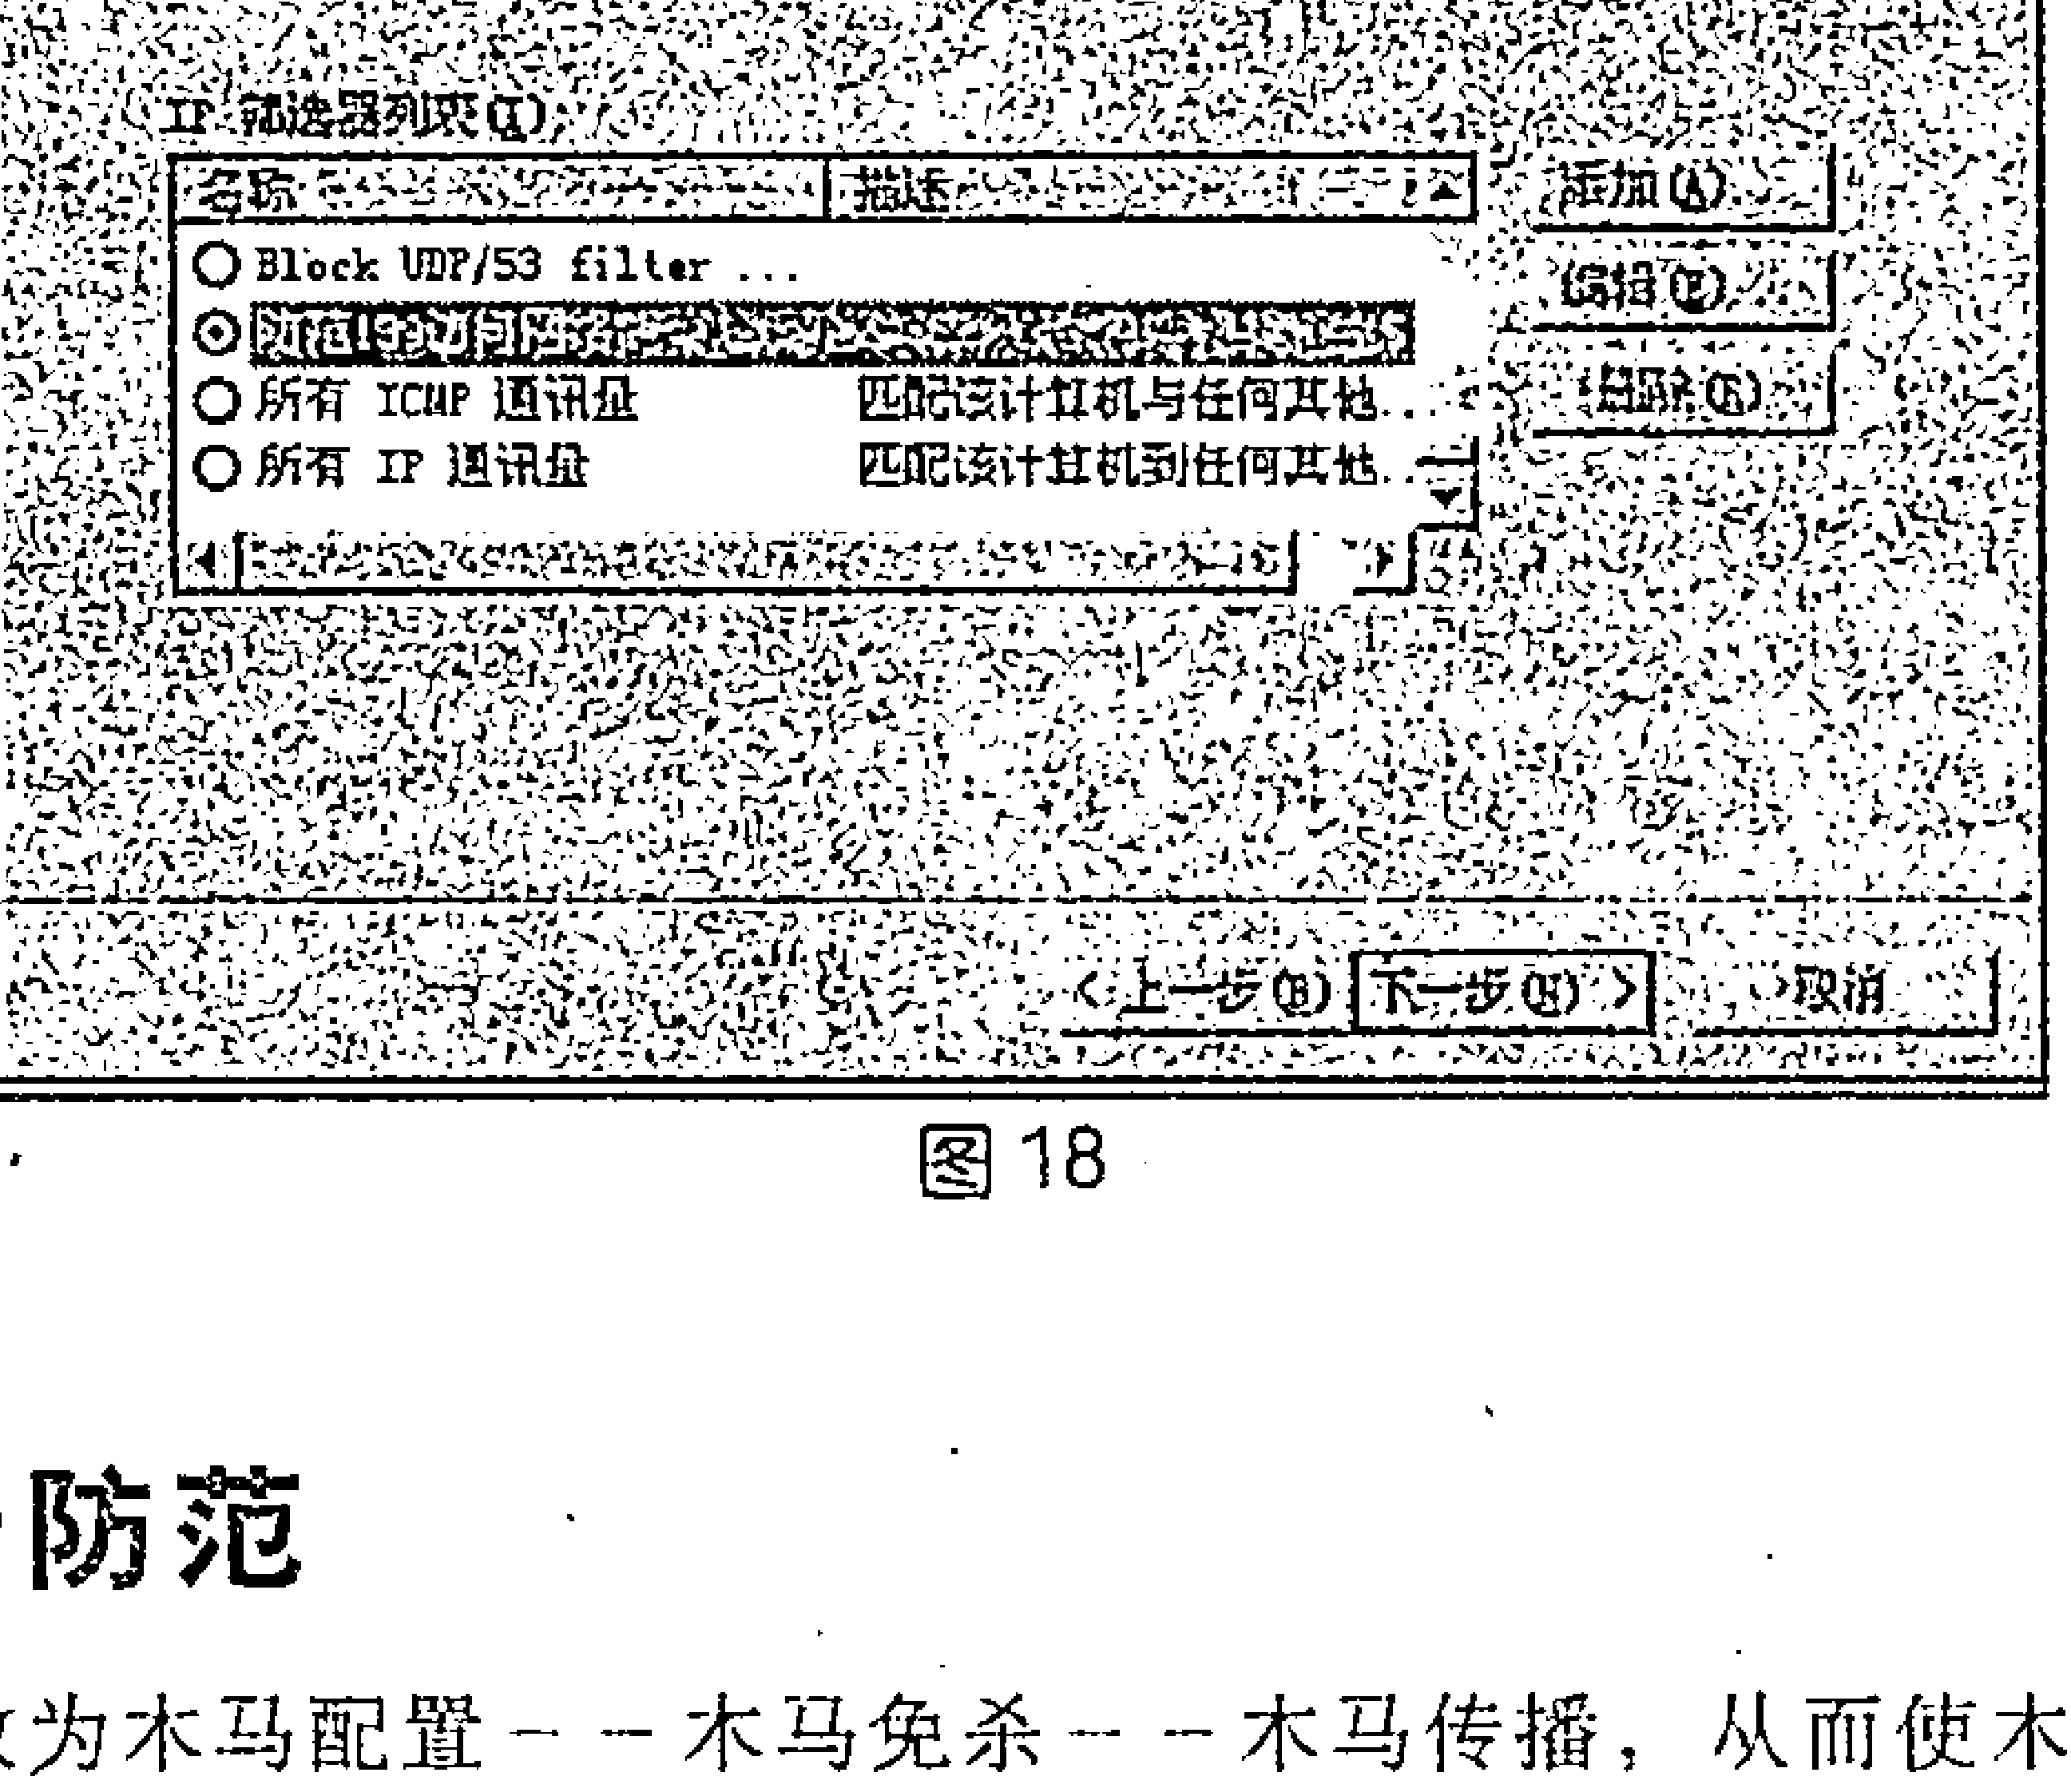 IP 筛选器列表(I)
名称 描述
添加(A)
Block UDP/53 filter ...
编辑(E)
所有 ICMP 通讯量 匹配该计算机与任何其他...
删除(R)
所有 IP 通讯量 匹配该计算机到任何其他...
< 上一步(B) 下一步(N) > 取消
图 18
防范
为木马配置－－木马免杀－－木马传播，从而使木